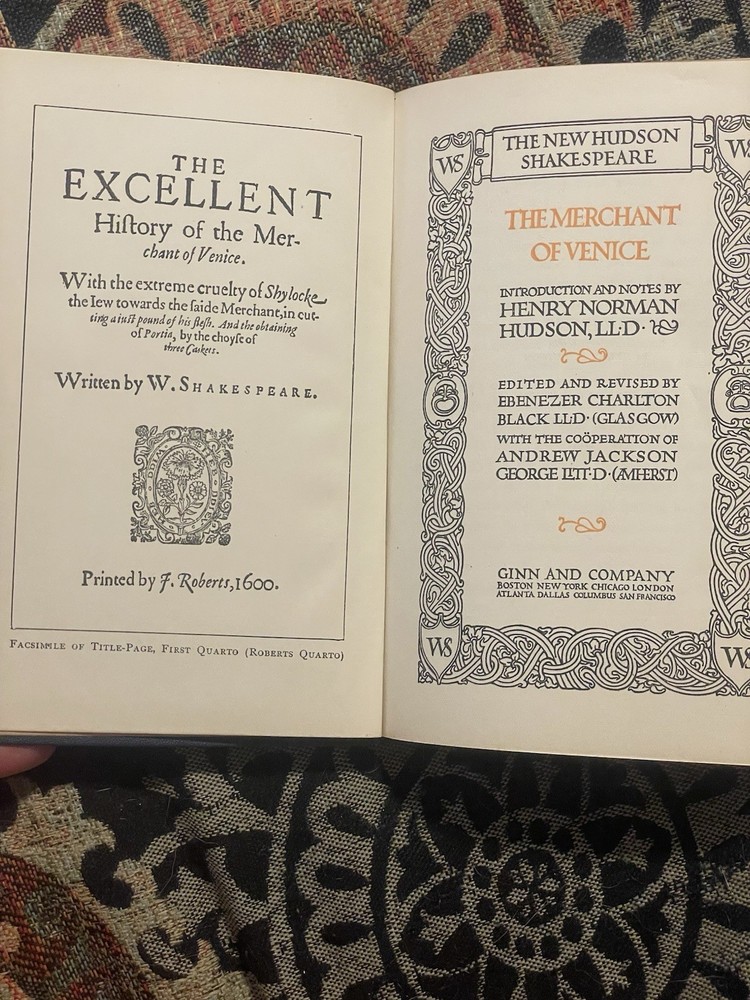 THE
EXCELLENT
Hiſtory of the Mer-
chant of Venice.
With the extreme cruelty of Shylocke
the Iew towards the ſaide Merchant, in cut-
ting a iuſt pound of his fleſh. And the obtaining
of Portia, by the choyſe of
three Caskets.
Written by W. SHAKESPEARE.
Printed by J. Roberts, 1600.
FACSIMILE OF TITLE-PAGE, FIRST QUARTO (ROBERTS QUARTO)
WS
THE NEW HUDSON
SHAKESPEARE
WS
THE MERCHANT
OF VENICE
INTRODUCTION AND NOTES BY
HENRY NORMAN
HUDSON, LL.D.
EDITED AND REVISED BY
EBENEZER CHARLTON
BLACK LL.D. (GLASGOW)
WITH THE COÖPERATION OF
ANDREW JACKSON
GEORGE LITT.D. (AMHERST)
GINN AND COMPANY
BOSTON NEW YORK CHICAGO LONDON
ATLANTA DALLAS COLUMBUS SAN FRANCISCO
WS
WS